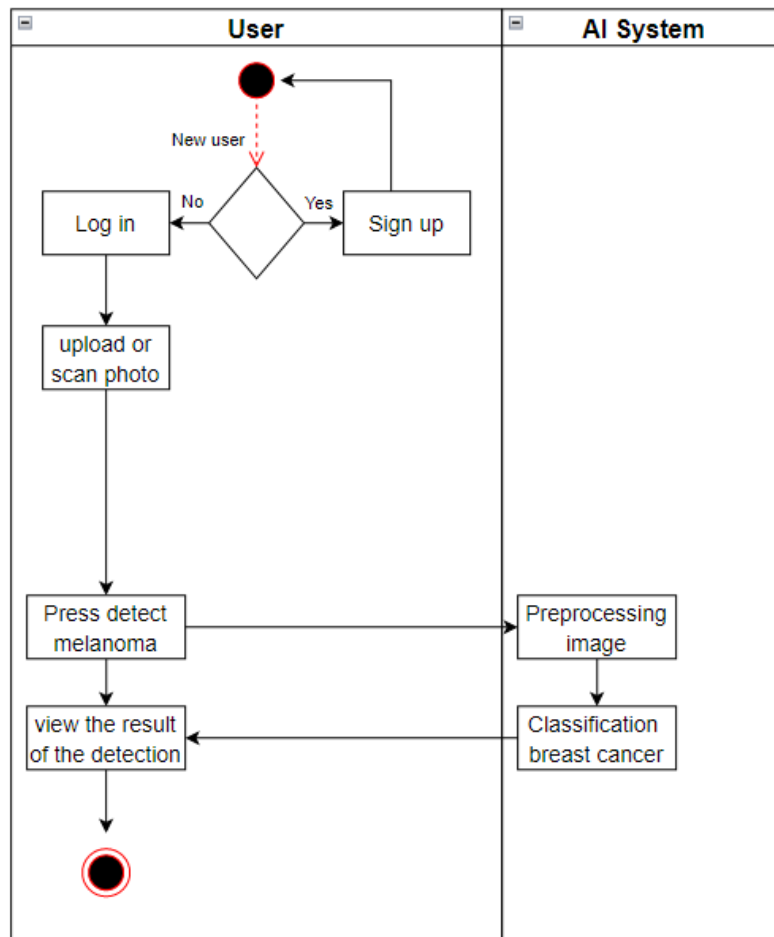 User
AI System
New user
No
Yes
Log in
Sign up
upload or
scan photo
Press detect
melanoma
Preprocessing
image
view the result
of the detection
Classification
breast cancer